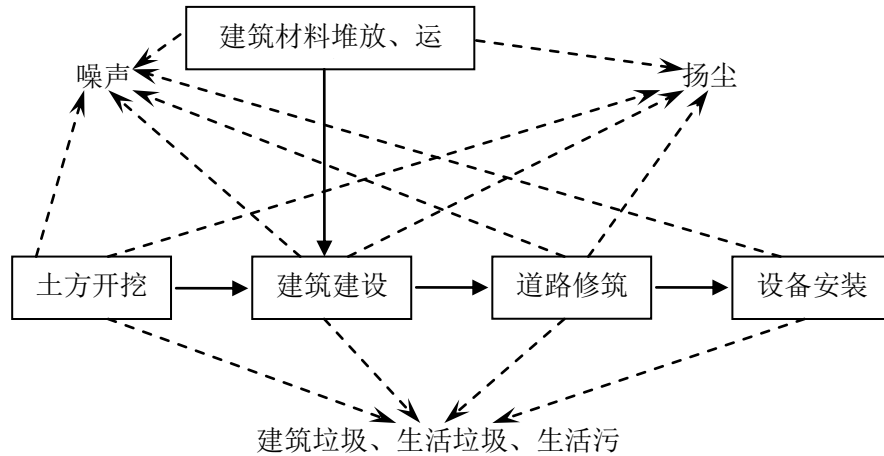 建筑材料堆放、运
噪声
扬尘
土方开挖
建筑建设
道路修筑
设备安装
建筑垃圾、生活垃圾、生活污